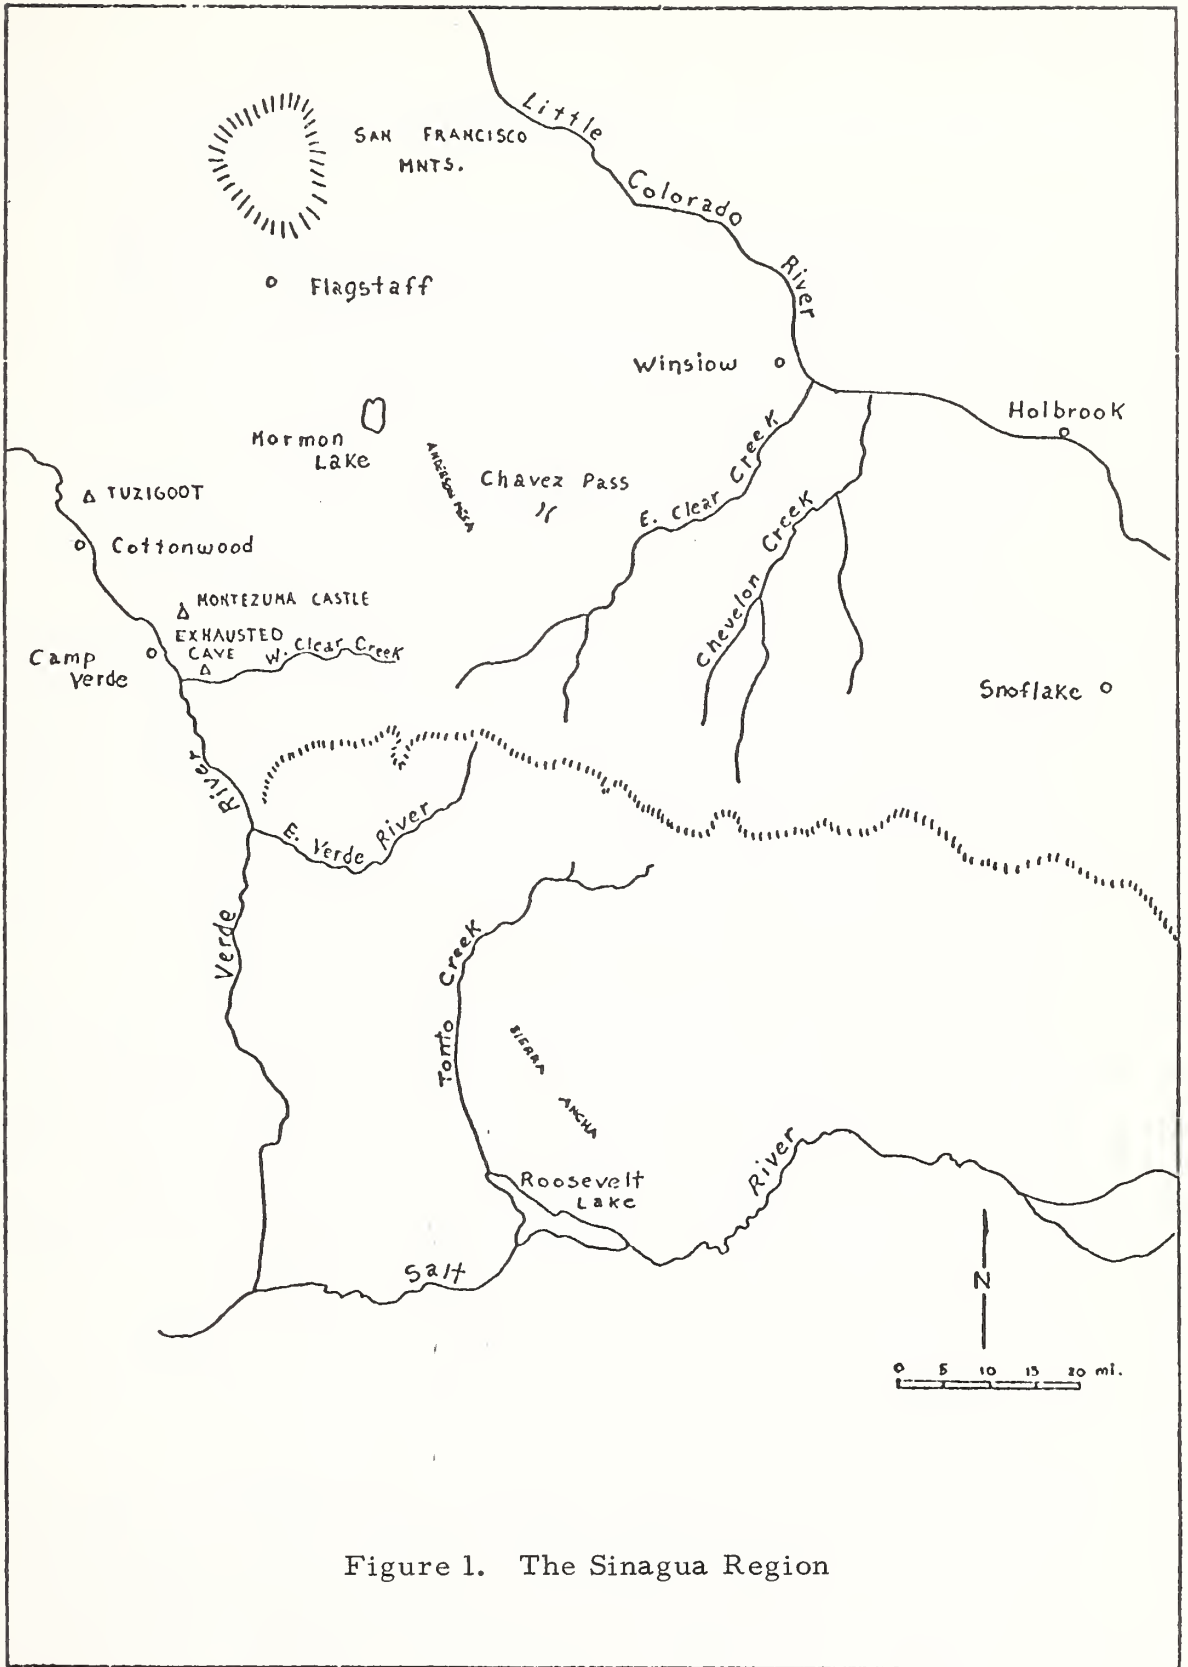 Little
Colorado
River
SAN FRANCISCO
MNTS.
Flagstaff
Winslow
Holbrook
Mormon
Lake
ANDERSON MESA
Chavez Pass
E. Clear Creek
Chevelon Creek
TUZIGOOT
Cottonwood
MONTEZUMA CASTLE
EXHAUSTED
CAVE
W. Clear Creek
Camp
Verde
Snoflake
River
E. Verde River
Verde
Tonto Creek
SIERRA
ANCHA
Roosevelt
Lake
River
Salt
N
0 5 10 15 20 mi.
Figure 1. The Sinagua Region